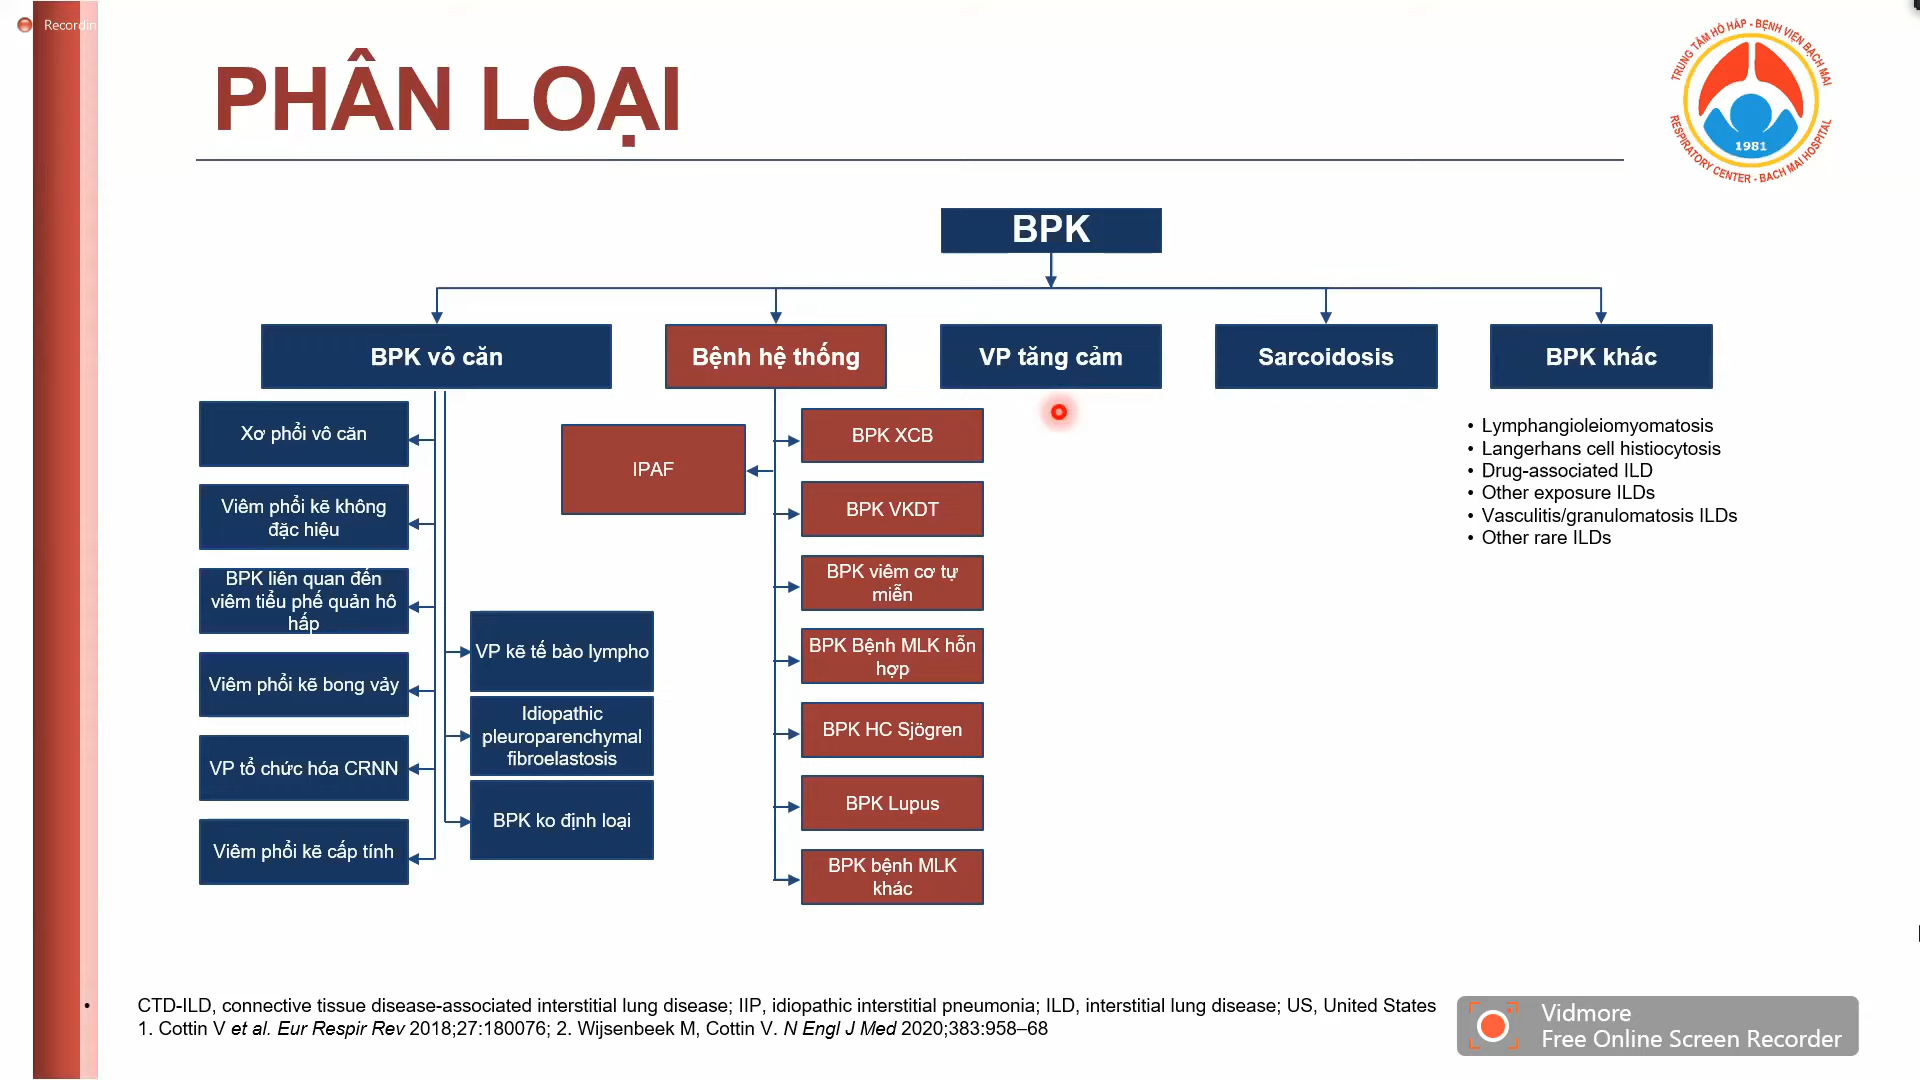 Recordin
PHÂN LOẠI
TRUNG TÂM HÔ HẤP - BỆNH VIỆN BẠCH MAI
1981
RESPIRATORY CENTER - BACH MAI HOSPITAL
BPK
BPK vô căn
Bệnh hệ thống
VP tăng cảm
Sarcoidosis
BPK khác
Xơ phổi vô căn
Viêm phổi kẽ không
đặc hiệu
BPK liên quan đến
viêm tiểu phế quản hô
hấp
Viêm phổi kẽ bong vảy
VP tổ chức hóa CRNN
Viêm phổi kẽ cấp tính
VP kẽ tế bào lympho
Idiopathic
pleuroparenchymal
fibroelastosis
BPK ko định loại
IPAF
BPK XCB
BPK VKDT
BPK viêm cơ tự
miễn
BPK Bệnh MLK hỗn
hợp
BPK HC Sjögren
BPK Lupus
BPK bệnh MLK
khác
• Lymphangioleiomyomatosis
• Langerhans cell histiocytosis
• Drug-associated ILD
• Other exposure ILDs
• Vasculitis/granulomatosis ILDs
• Other rare ILDs
• CTD-ILD, connective tissue disease-associated interstitial lung disease; IIP, idiopathic interstitial pneumonia; ILD, interstitial lung disease; US, United States
1. Cottin V et al. Eur Respir Rev 2018;27:180076; 2. Wijsenbeek M, Cottin V. N Engl J Med 2020;383:958–68
Vidmore
Free Online Screen Recorder